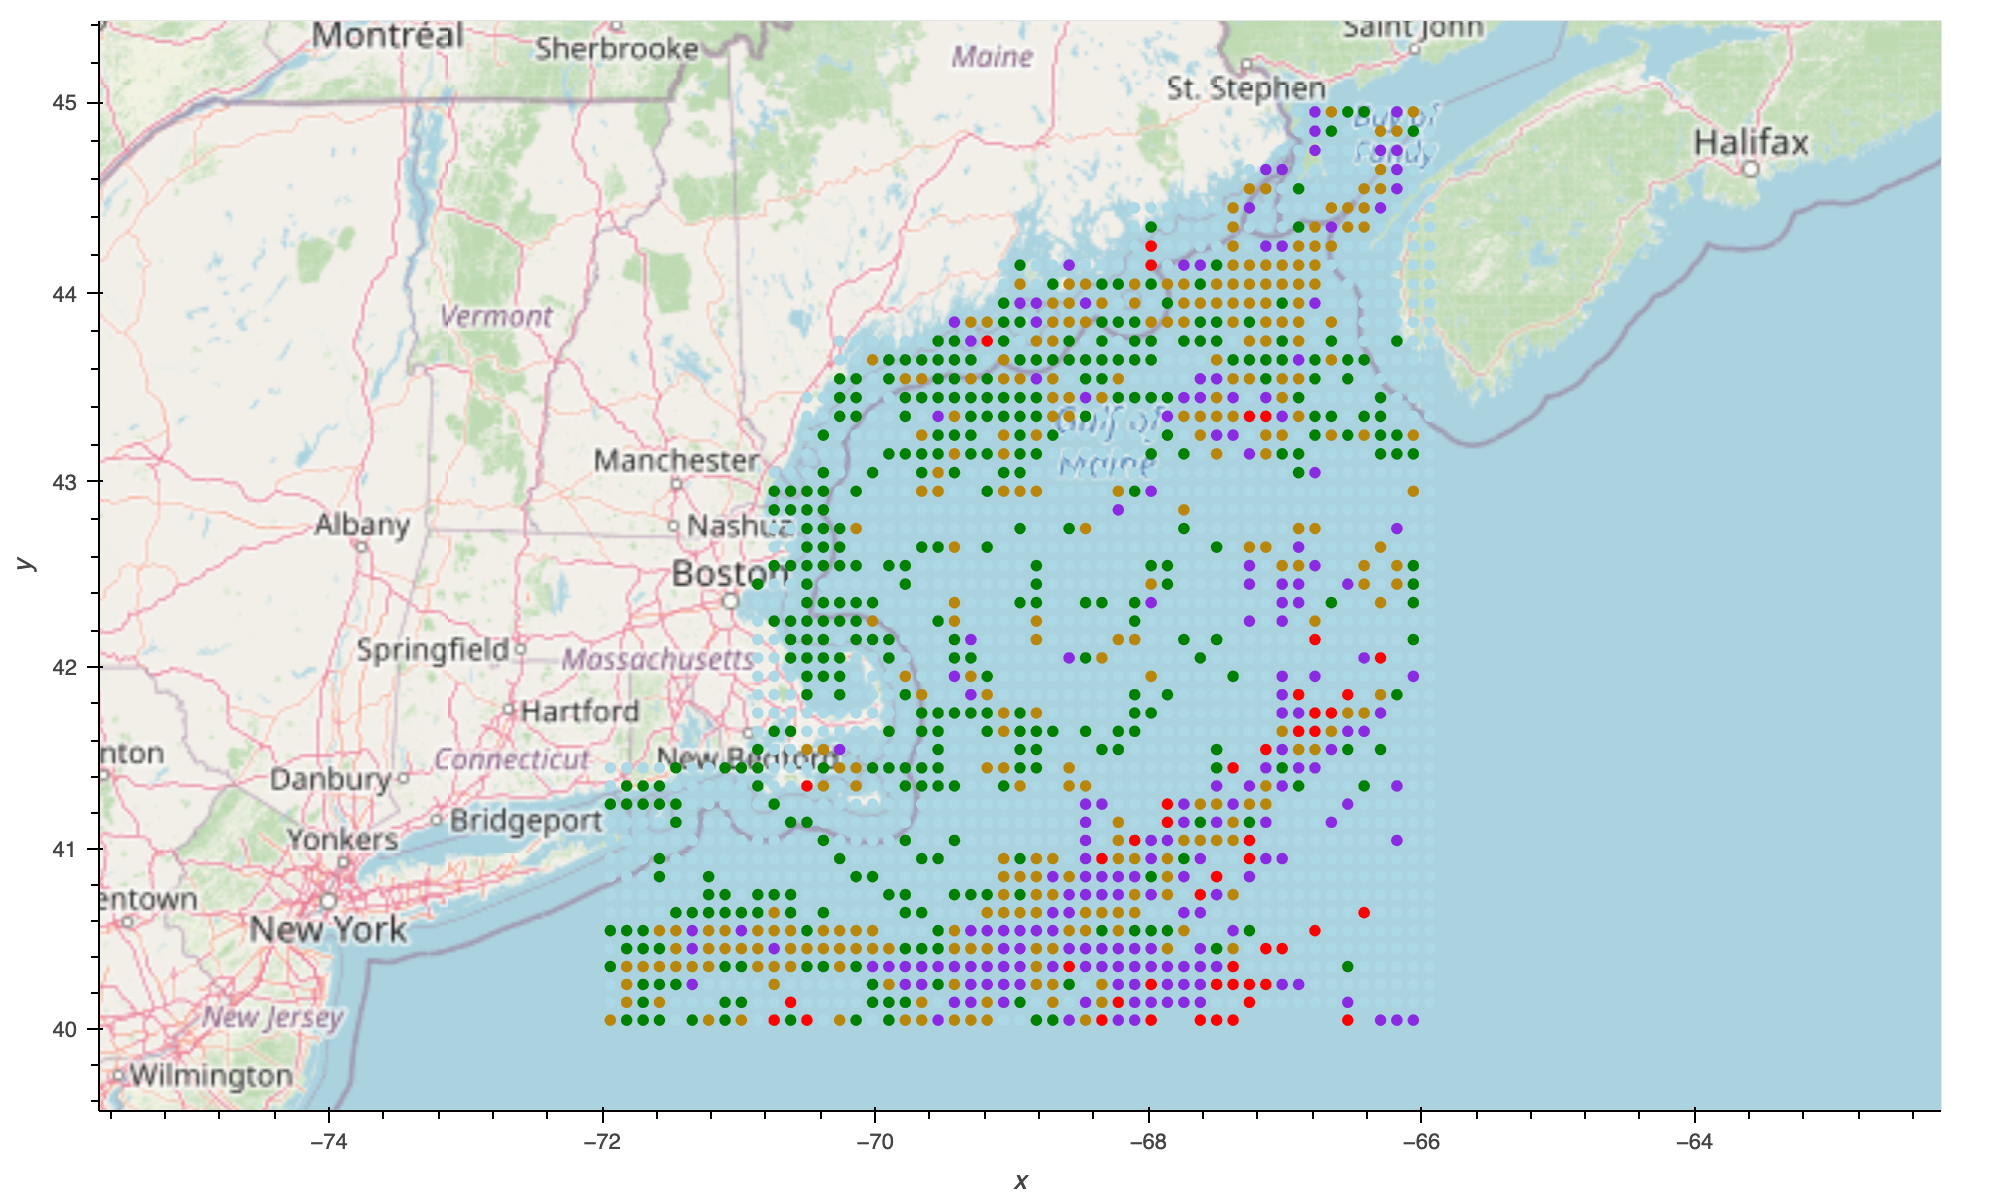 Montréal
Sherbrooke
Maine
Saint John
St. Stephen
45
Bay of
Fundy
Halifax
44
Vermont
Gulf of
Maine
Manchester
43
Albany
Nashua
y
Boston
Springfield
Massachusetts
42
Hartford
nton
Connecticut
New Bedford
Danbury
Bridgeport
Yonkers
41
entown
New York
New Jersey
40
Wilmington
−74
−72
−70
−68
−66
−64
x